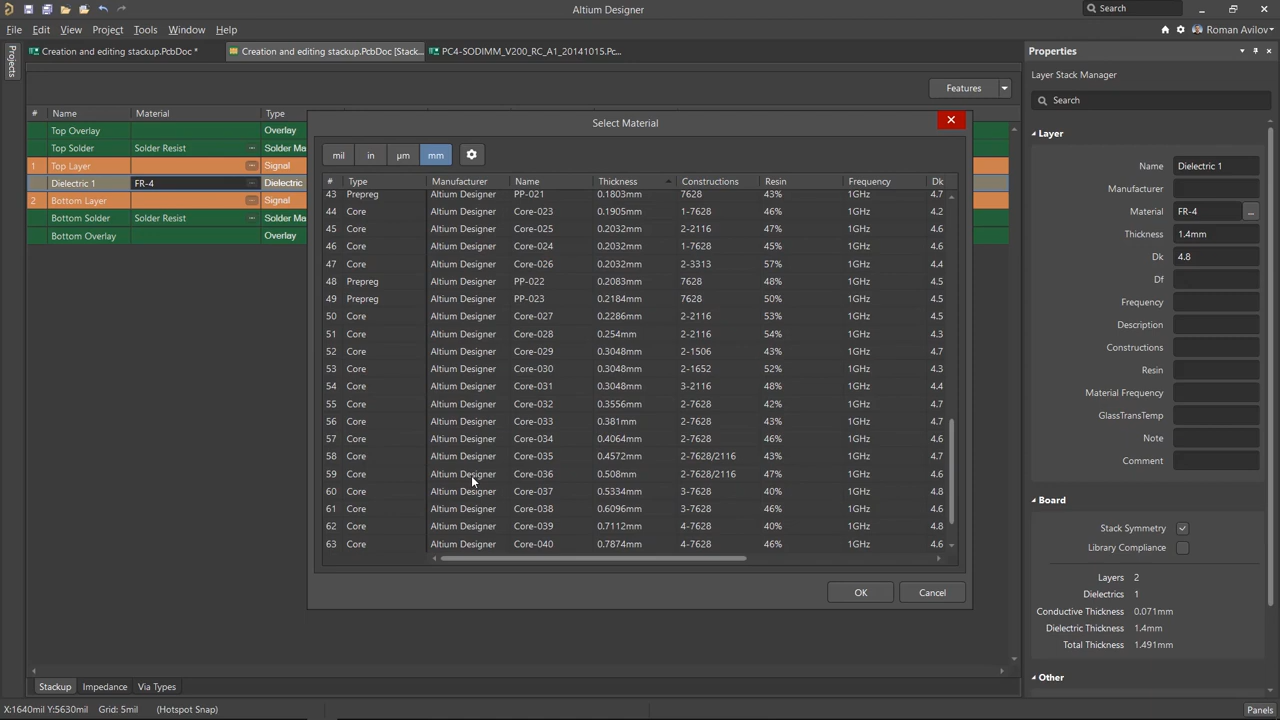 Altium Designer
Search
File Edit View Project Tools Window Help
Roman Avilov
Projects
Creation and editing stackup.PcbDoc *
Creation and editing stackup.PcbDoc [Stack...
PC4-SODIMM_V200_RC_A1_20141015.Pc...
Features
# Name Material Type
Top Overlay Overlay
Top Solder Solder Resist ... Solder Ma
1 Top Layer ... Signal
Dielectric 1 FR-4 ... Dielectric
2 Bottom Layer ... Signal
Bottom Solder Solder Resist ... Solder Ma
Bottom Overlay Overlay
Select Material
mil in µm mm
# Type Manufacturer Name Thickness Constructions Resin Frequency Dk
43 Prepreg Altium Designer PP-021 0.1803mm 7628 43% 1GHz 4.7
44 Core Altium Designer Core-023 0.1905mm 1-7628 46% 1GHz 4.2
45 Core Altium Designer Core-025 0.2032mm 2-2116 47% 1GHz 4.6
46 Core Altium Designer Core-024 0.2032mm 1-7628 45% 1GHz 4.6
47 Core Altium Designer Core-026 0.2032mm 2-3313 57% 1GHz 4.4
48 Prepreg Altium Designer PP-022 0.2083mm 7628 48% 1GHz 4.5
49 Prepreg Altium Designer PP-023 0.2184mm 7628 50% 1GHz 4.5
50 Core Altium Designer Core-027 0.2286mm 2-2116 53% 1GHz 4.6
51 Core Altium Designer Core-028 0.254mm 2-2116 54% 1GHz 4.3
52 Core Altium Designer Core-029 0.3048mm 2-1506 43% 1GHz 4.7
53 Core Altium Designer Core-030 0.3048mm 2-1652 52% 1GHz 4.3
54 Core Altium Designer Core-031 0.3048mm 3-2116 48% 1GHz 4.4
55 Core Altium Designer Core-032 0.3556mm 2-7628 42% 1GHz 4.7
56 Core Altium Designer Core-033 0.381mm 2-7628 43% 1GHz 4.7
57 Core Altium Designer Core-034 0.4064mm 2-7628 46% 1GHz 4.6
58 Core Altium Designer Core-035 0.4572mm 2-7628/2116 43% 1GHz 4.7
59 Core Altium Designer Core-036 0.508mm 2-7628/2116 47% 1GHz 4.6
60 Core Altium Designer Core-037 0.5334mm 3-7628 40% 1GHz 4.8
61 Core Altium Designer Core-038 0.6096mm 3-7628 46% 1GHz 4.6
62 Core Altium Designer Core-039 0.7112mm 4-7628 40% 1GHz 4.8
63 Core Altium Designer Core-040 0.7874mm 4-7628 46% 1GHz 4.6
OK Cancel
Properties
Layer Stack Manager
Search
Layer
Name Dielectric 1
Manufacturer
Material FR-4 ...
Thickness 1.4mm
Dk 4.8
Df
Frequency
Description
Constructions
Resin
Material Frequency
GlassTransTemp
Note
Comment
Board
Stack Symmetry
Library Compliance
Layers 2
Dielectrics 1
Conductive Thickness 0.071mm
Dielectric Thickness 1.4mm
Total Thickness 1.491mm
Other
Stackup Impedance Via Types
X:1640mil Y:5630mil Grid: 5mil (Hotspot Snap)
Panels